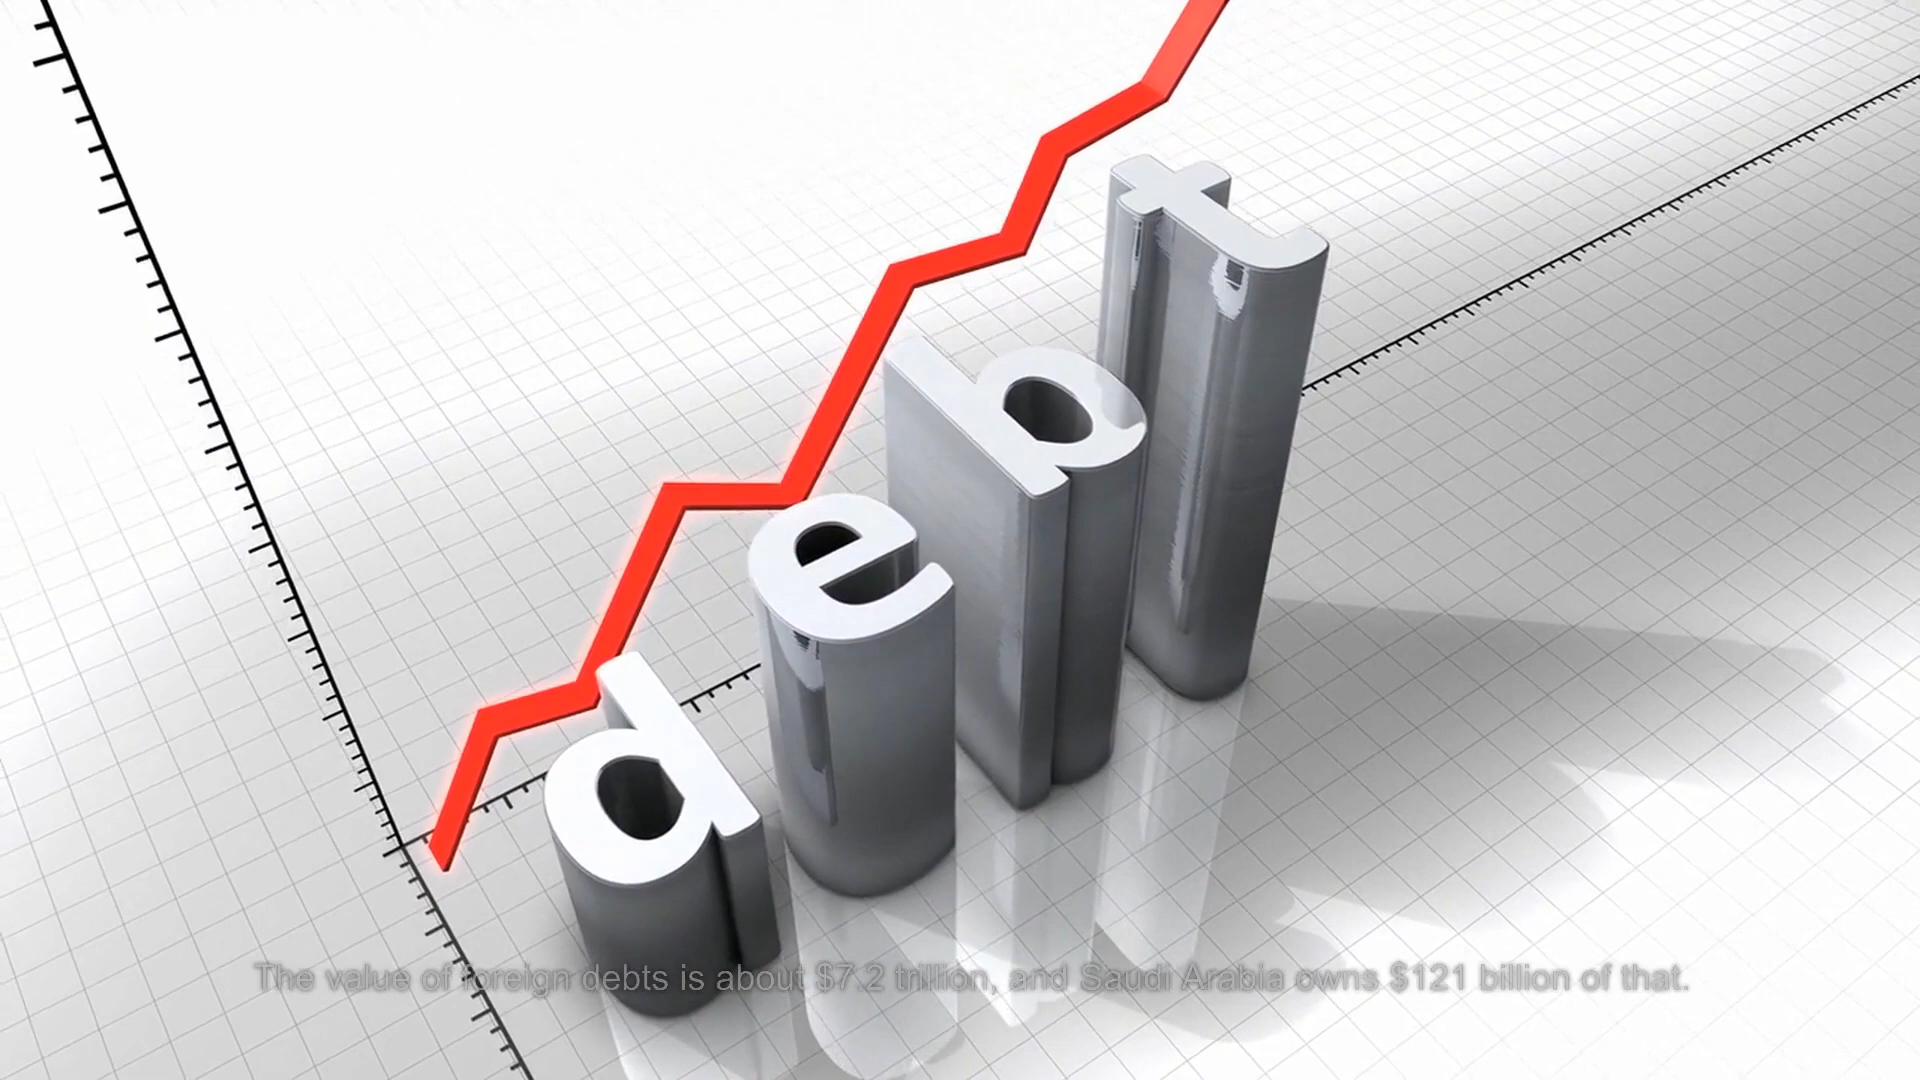 debt
The value of foreign debts is about $7.2 trillion, and Saudi Arabia owns $121 billion of that.